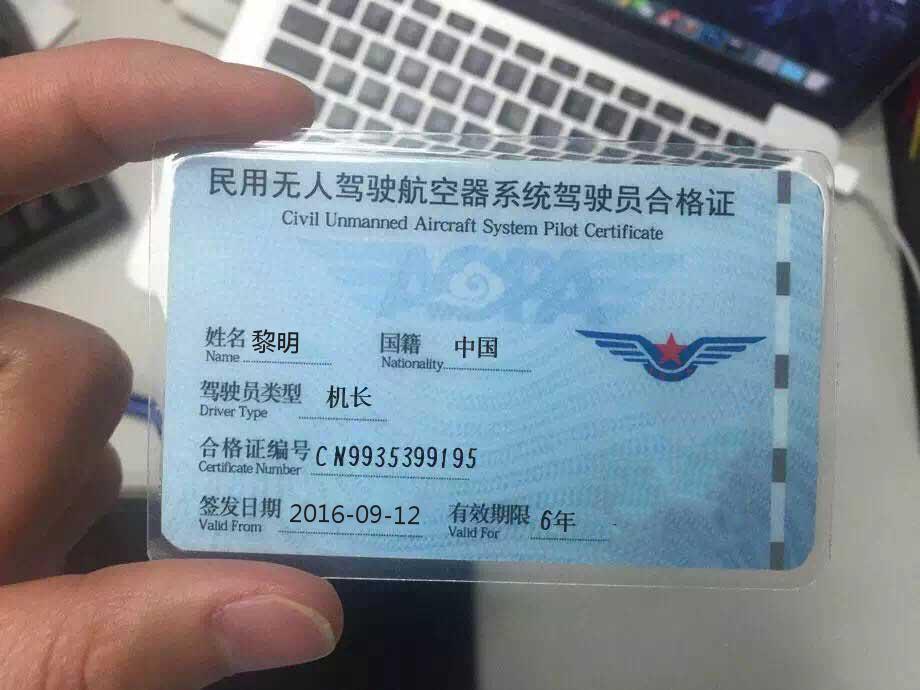 民用无人驾驶航空器系统驾驶员合格证
Civil Unmanned Aircraft System Pilot Certificate
AOPA
姓名 黎明 国籍 中国
Name Nationality
驾驶员类型 机长
Driver Type
合格证编号 CN9935399195
Certificate Number
签发日期 2016-09-12 有效期限 6年
Valid From Valid For